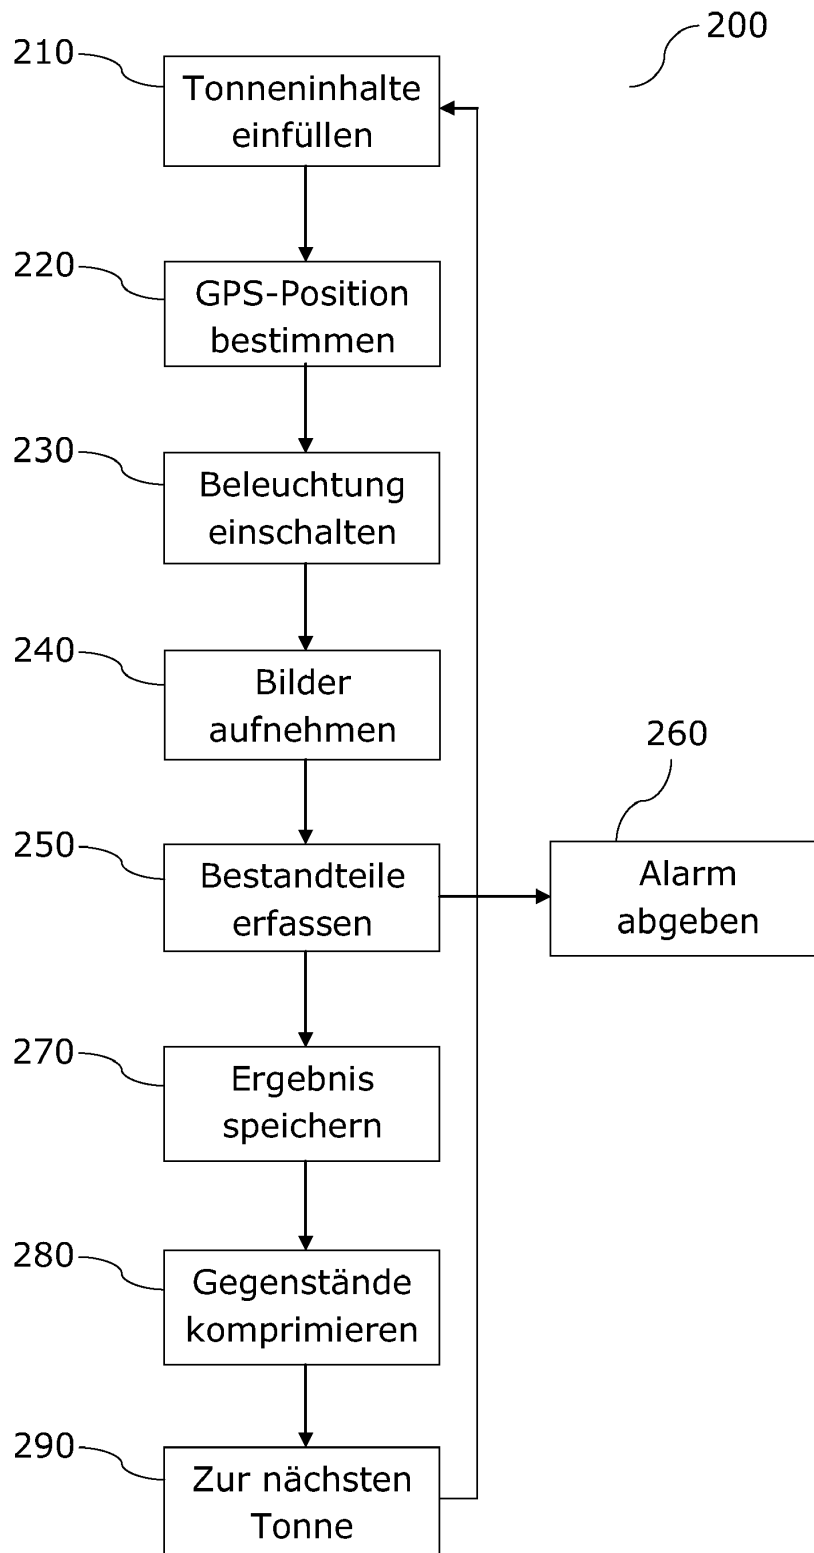 200
210
Tonneninhalte
einfüllen
220
GPS-Position
bestimmen
230
Beleuchtung
einschalten
240
Bilder
aufnehmen
250
Bestandteile
erfassen
260
Alarm
abgeben
270
Ergebnis
speichern
280
Gegenstände
komprimieren
290
Zur nächsten
Tonne